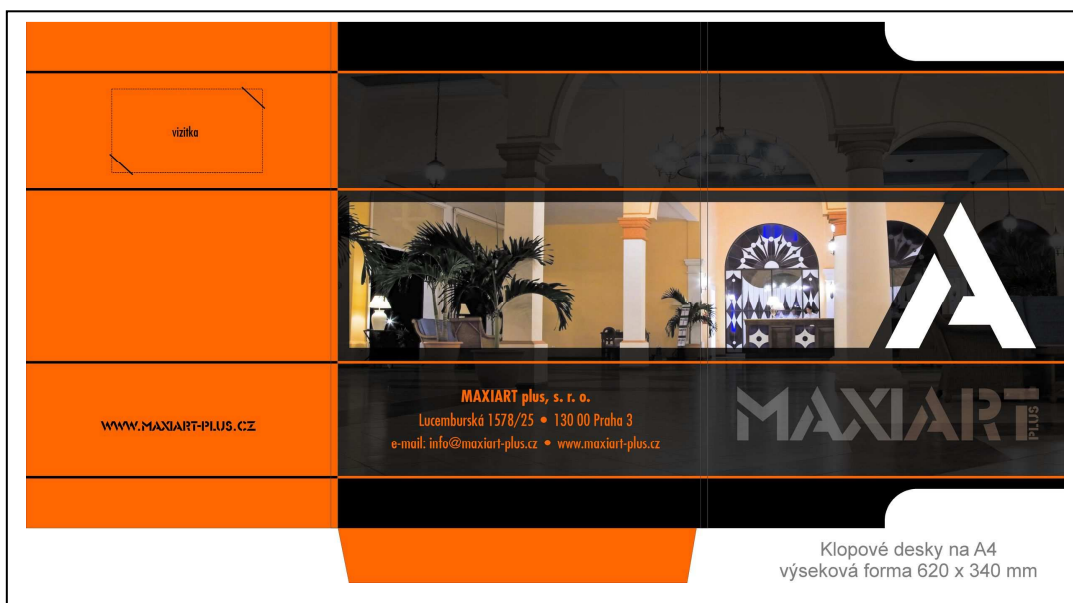 vizitka
WWW.MAXIART-PLUS.CZ
MAXIART plus, s. r. o.
Lucemburská 1578/25 • 130 00 Praha 3
e-mail: info@maxiart-plus.cz • www.maxiart-plus.cz
A
MAXIART
PLUS
Klopové desky na A4
výseková forma 620 x 340 mm